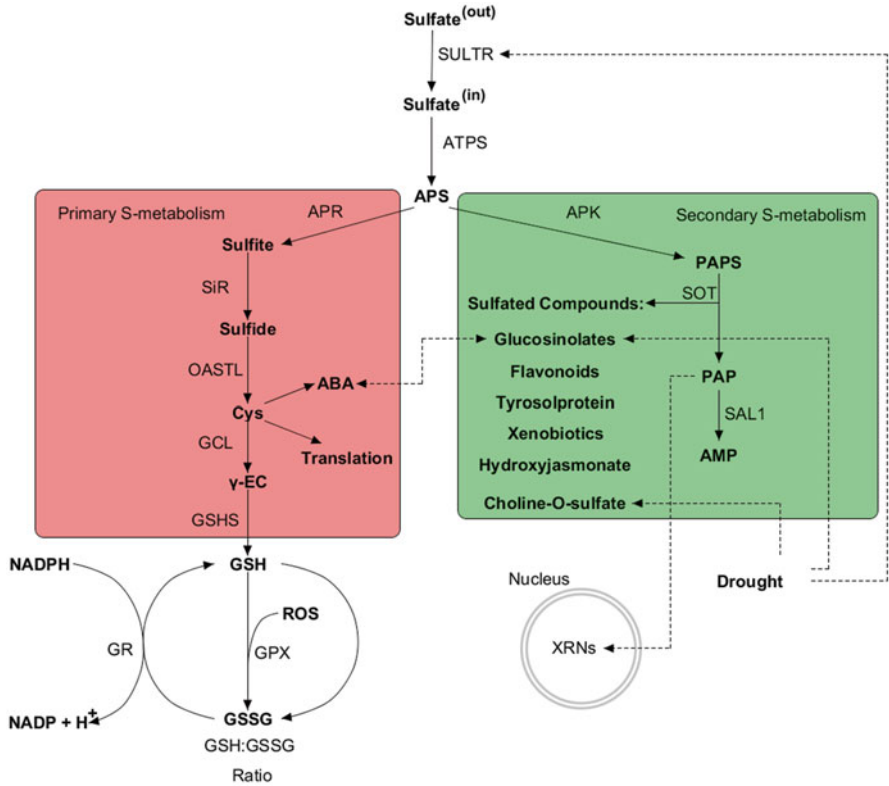 Sulfate(out)
SULTR
Sulfate(in)
ATPS
APS
Primary S-metabolism
APR
APK
Secondary S-metabolism
Sulfite
PAPS
SiR
SOT
Sulfated Compounds:
Sulfide
Glucosinolates
OASTL
ABA
Flavonoids
PAP
Cys
Tyrosolprotein
SAL1
GCL
Xenobiotics
Translation
Hydroxyjasmonate
AMP
γ-EC
Choline-O-sulfate
GSHS
NADPH
GSH
Nucleus
Drought
ROS
GR
GPX
XRNs
NADP + H+
GSSG
GSH:GSSG
Ratio